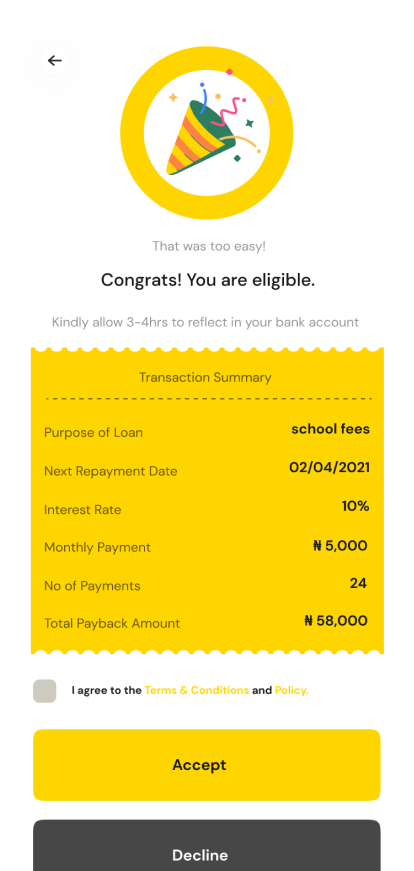 That was too easy!
Congrats! You are eligible.
Kindly allow 3-4hrs to reflect in your bank account
Transaction Summary
Purpose of Loan school fees
Next Repayment Date 02/04/2021
Interest Rate 10%
Monthly Payment ₦ 5,000
No of Payments 24
Total Payback Amount ₦ 58,000
I agree to the Terms & Conditions and Policy.
Accept
Decline